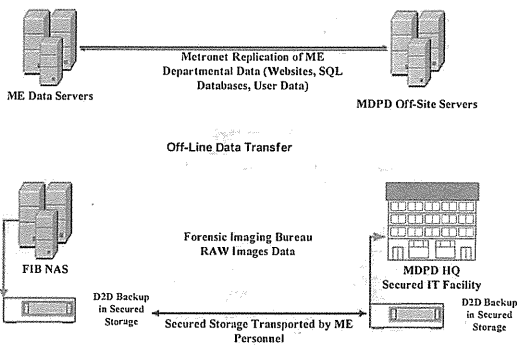 Metronet Replication of ME
Departmental Data (Websites, SQL
Databases, User Data)
ME Data Servers
MDPD Off-Site Servers
Off-Line Data Transfer
Forensic Imaging Bureau
RAW Images Data
FIB NAS
MDPD HQ
Secured IT Facility
D2D Backup
in Secured
Storage
D2D Backup
in Secured
Storage
Secured Storage Transported by ME
Personnel